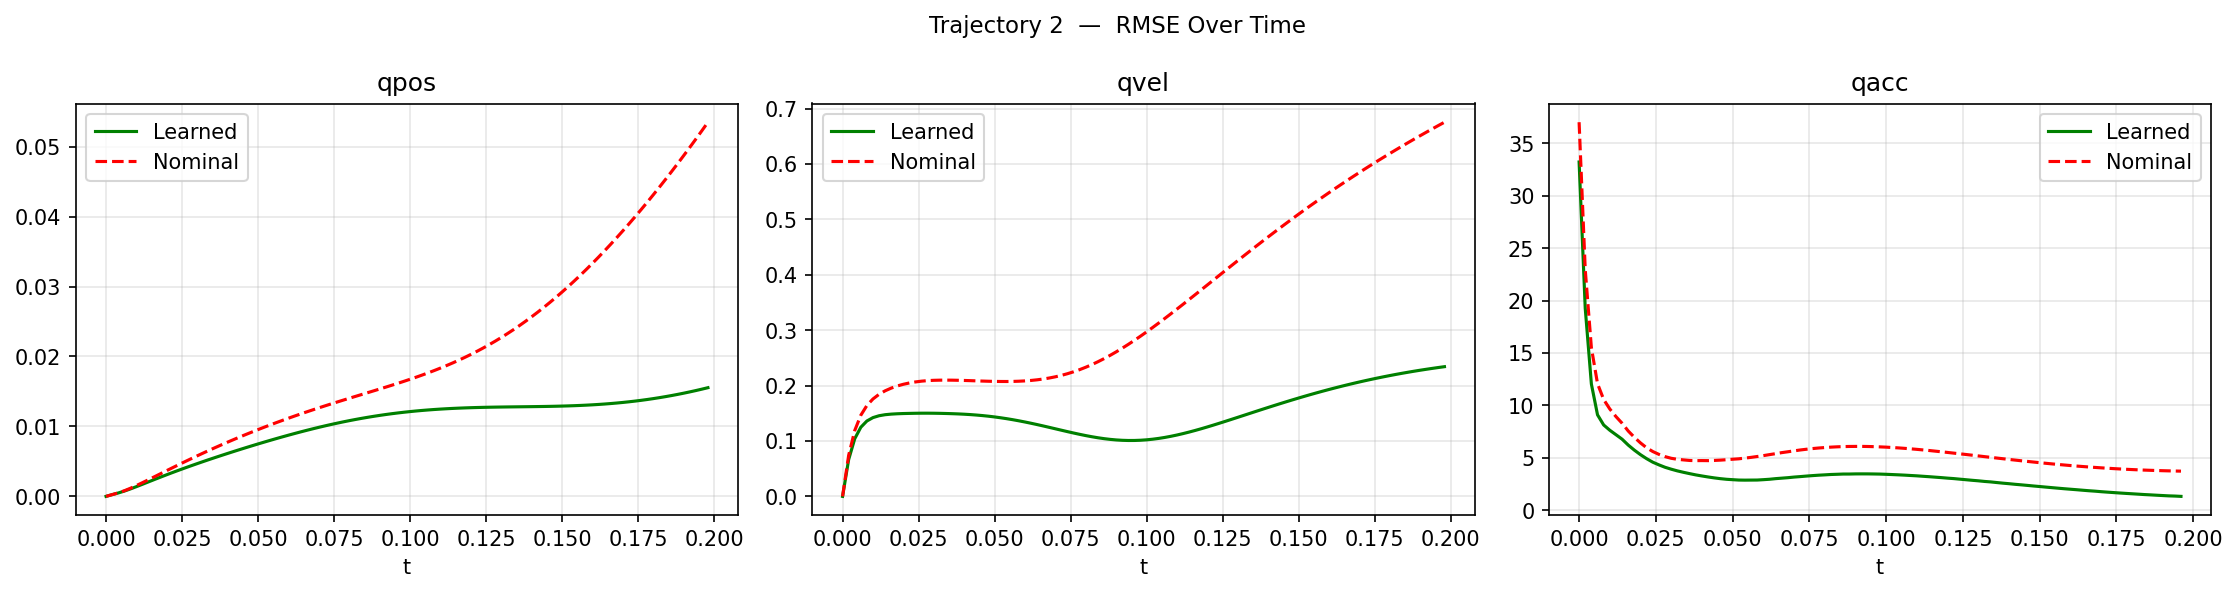 Trajectory 2 — RMSE Over Time
qpos
Learned
Nominal
0.05
0.04
0.03
0.02
0.01
0.00
0.000 0.025 0.050 0.075 0.100 0.125 0.150 0.175 0.200
t
qvel
Learned
Nominal
0.7
0.6
0.5
0.4
0.3
0.2
0.1
0.0
0.000 0.025 0.050 0.075 0.100 0.125 0.150 0.175 0.200
t
qacc
Learned
Nominal
35
30
25
20
15
10
5
0
0.000 0.025 0.050 0.075 0.100 0.125 0.150 0.175 0.200
t